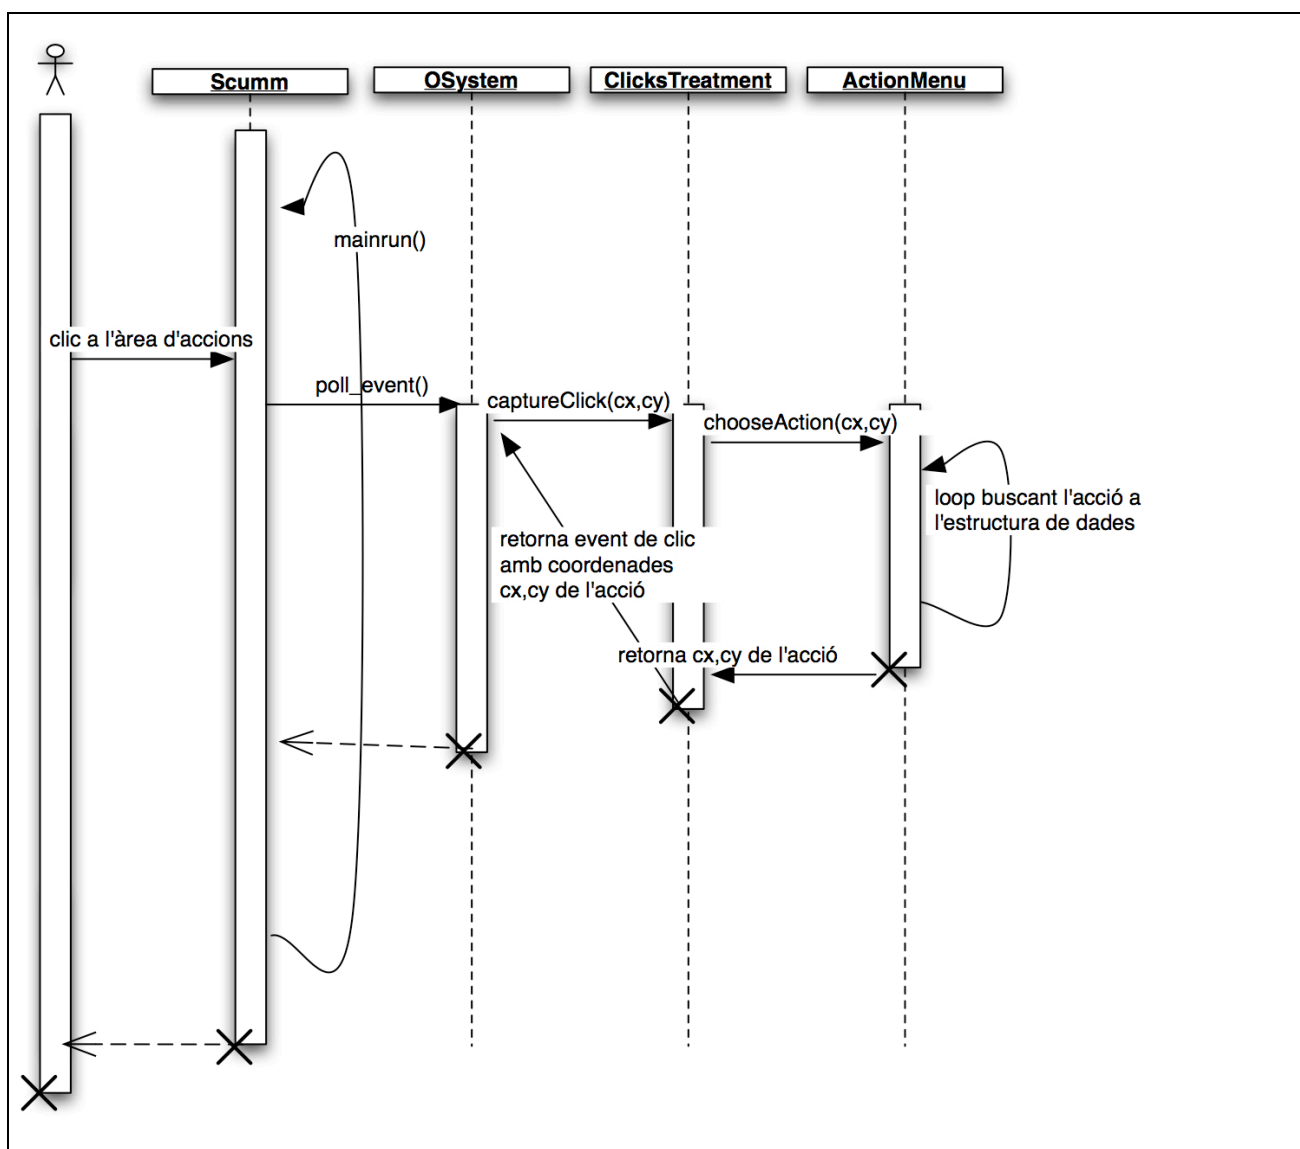 Scumm
OSystem
ClicksTreatment
ActionMenu
mainrun()
clic a l'àrea d'accions
poll_event()
captureClick(cx,cy)
chooseAction(cx,cy)
loop buscant l'acció a
l'estructura de dades
retorna event de clic
amb coordenades
cx,cy de l'acció
retorna cx,cy de l'acció